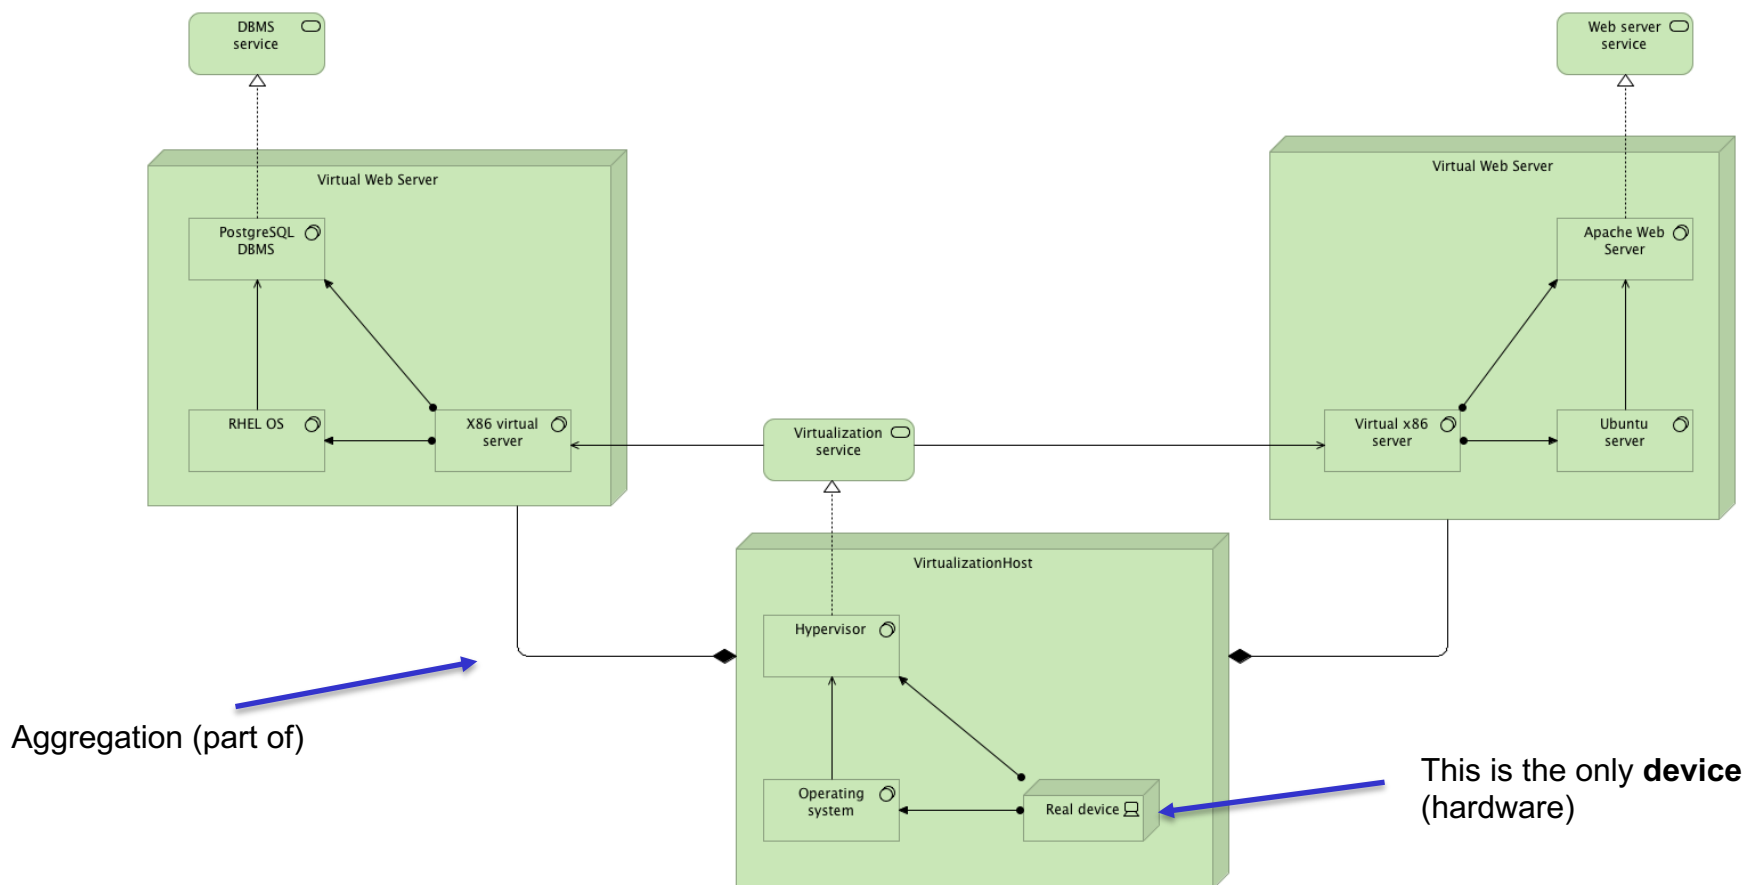 DBMS
service
Web server
service
Virtual Web Server
PostgreSQL
DBMS
RHEL OS
X86 virtual
server
Virtualization
service
Virtual Web Server
Apache Web
Server
Virtual x86
server
Ubuntu
server
VirtualizationHost
Hypervisor
Operating
system
Real device
Aggregation (part of)
This is the only device
(hardware)